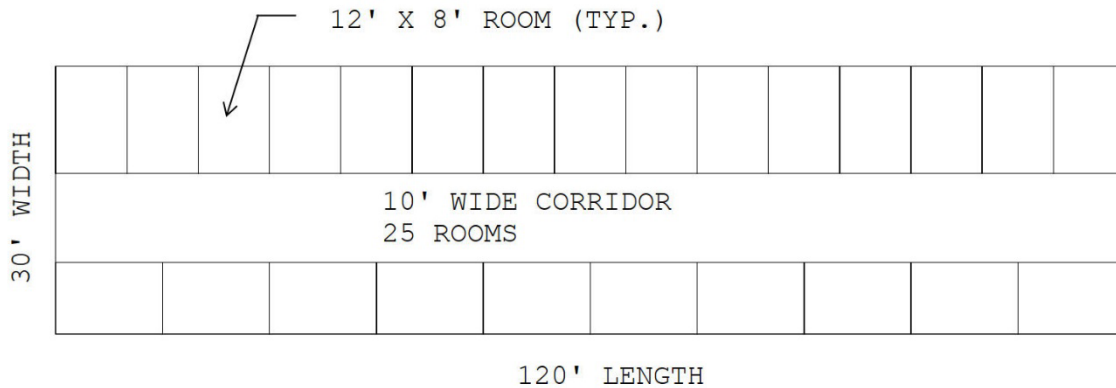 12' X 8' ROOM (TYP.)
30' WIDTH
10' WIDE CORRIDOR
25 ROOMS
120' LENGTH